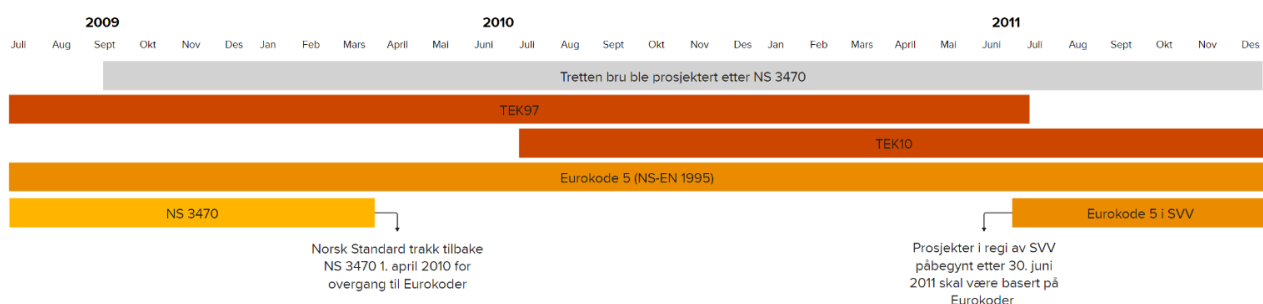 2009 2010 2011
Juli Aug Sept Okt Nov Des Jan Feb Mars April Mai Juni Juli Aug Sept Okt Nov Des Jan Feb Mars April Mai Juni Juli Aug Sept Okt Nov Des
Tretten bru ble prosjektert etter NS 3470
TEK97
TEK10
Eurokode 5 (NS-EN 1995)
NS 3470
Eurokode 5 i SVV
Norsk Standard trakk tilbake
NS 3470 1. april 2010 for
overgang til Eurokoder
Prosjekter i regi av SVV
påbegynt etter 30. juni
2011 skal være basert på
Eurokoder